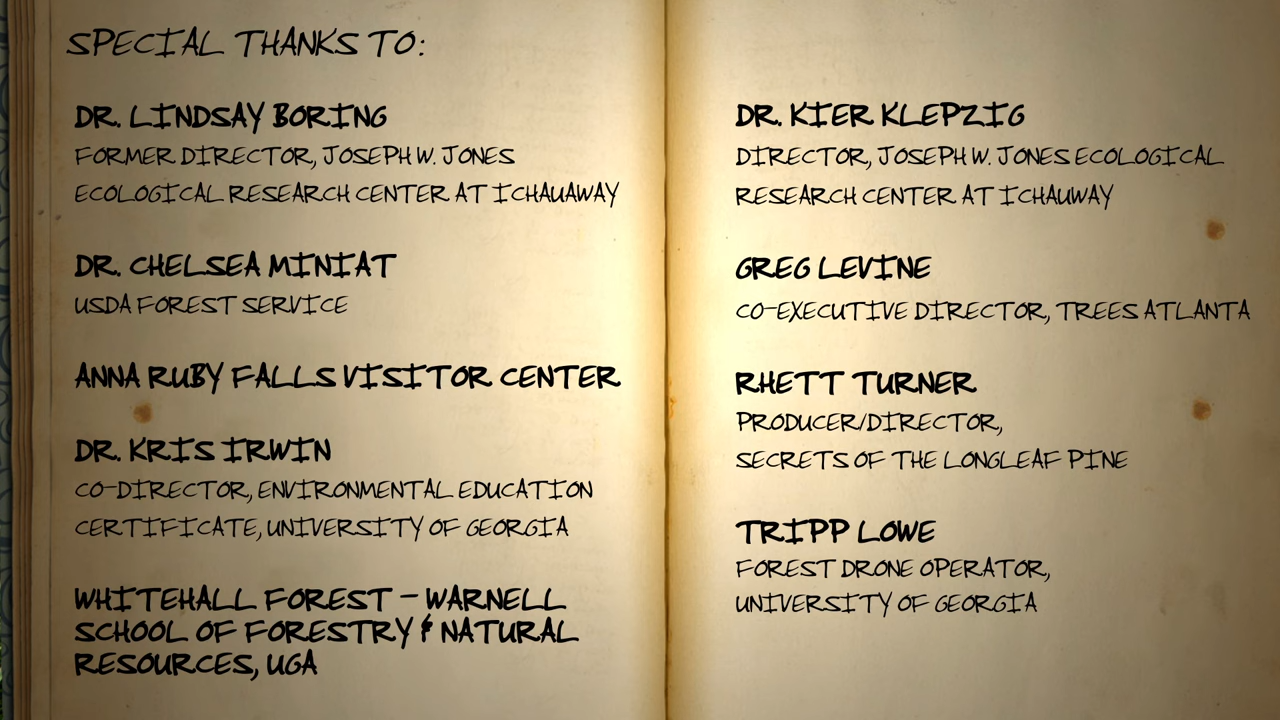 SPECIAL THANKS TO:
DR. LINDSAY BORING
FORMER DIRECTOR, JOSEPH W. JONES
ECOLOGICAL RESEARCH CENTER AT ICHAUAWAY
DR. CHELSEA MINIAT
USDA FOREST SERVICE
ANNA RUBY FALLS VISITOR CENTER
DR. KRIS IRWIN
CO-DIRECTOR, ENVIRONMENTAL EDUCATION
CERTIFICATE, UNIVERSITY OF GEORGIA
WHITEHALL FOREST - WARNELL
SCHOOL OF FORESTRY & NATURAL
RESOURCES, UGA
DR. KIER KLEPZIG
DIRECTOR, JOSEPH W. JONES ECOLOGICAL
RESEARCH CENTER AT ICHAUWAY
GREG LEVINE
CO-EXECUTIVE DIRECTOR, TREES ATLANTA
RHETT TURNER
PRODUCER/DIRECTOR,
SECRETS OF THE LONGLEAF PINE
TRIPP LOWE
FOREST DRONE OPERATOR,
UNIVERSITY OF GEORGIA